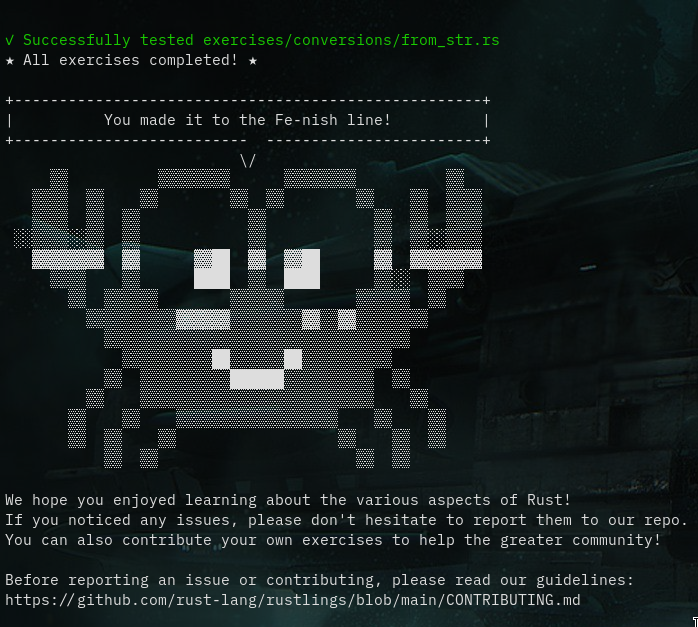 ✓ Successfully tested exercises/conversions/from_str.rs
★ All exercises completed! ★
You made it to the Fe-nish line!
We hope you enjoyed learning about the various aspects of Rust!
If you noticed any issues, please don't hesitate to report them to our repo.
You can also contribute your own exercises to help the greater community!
Before reporting an issue or contributing, please read our guidelines:
https://github.com/rust-lang/rustlings/blob/main/CONTRIBUTING.md